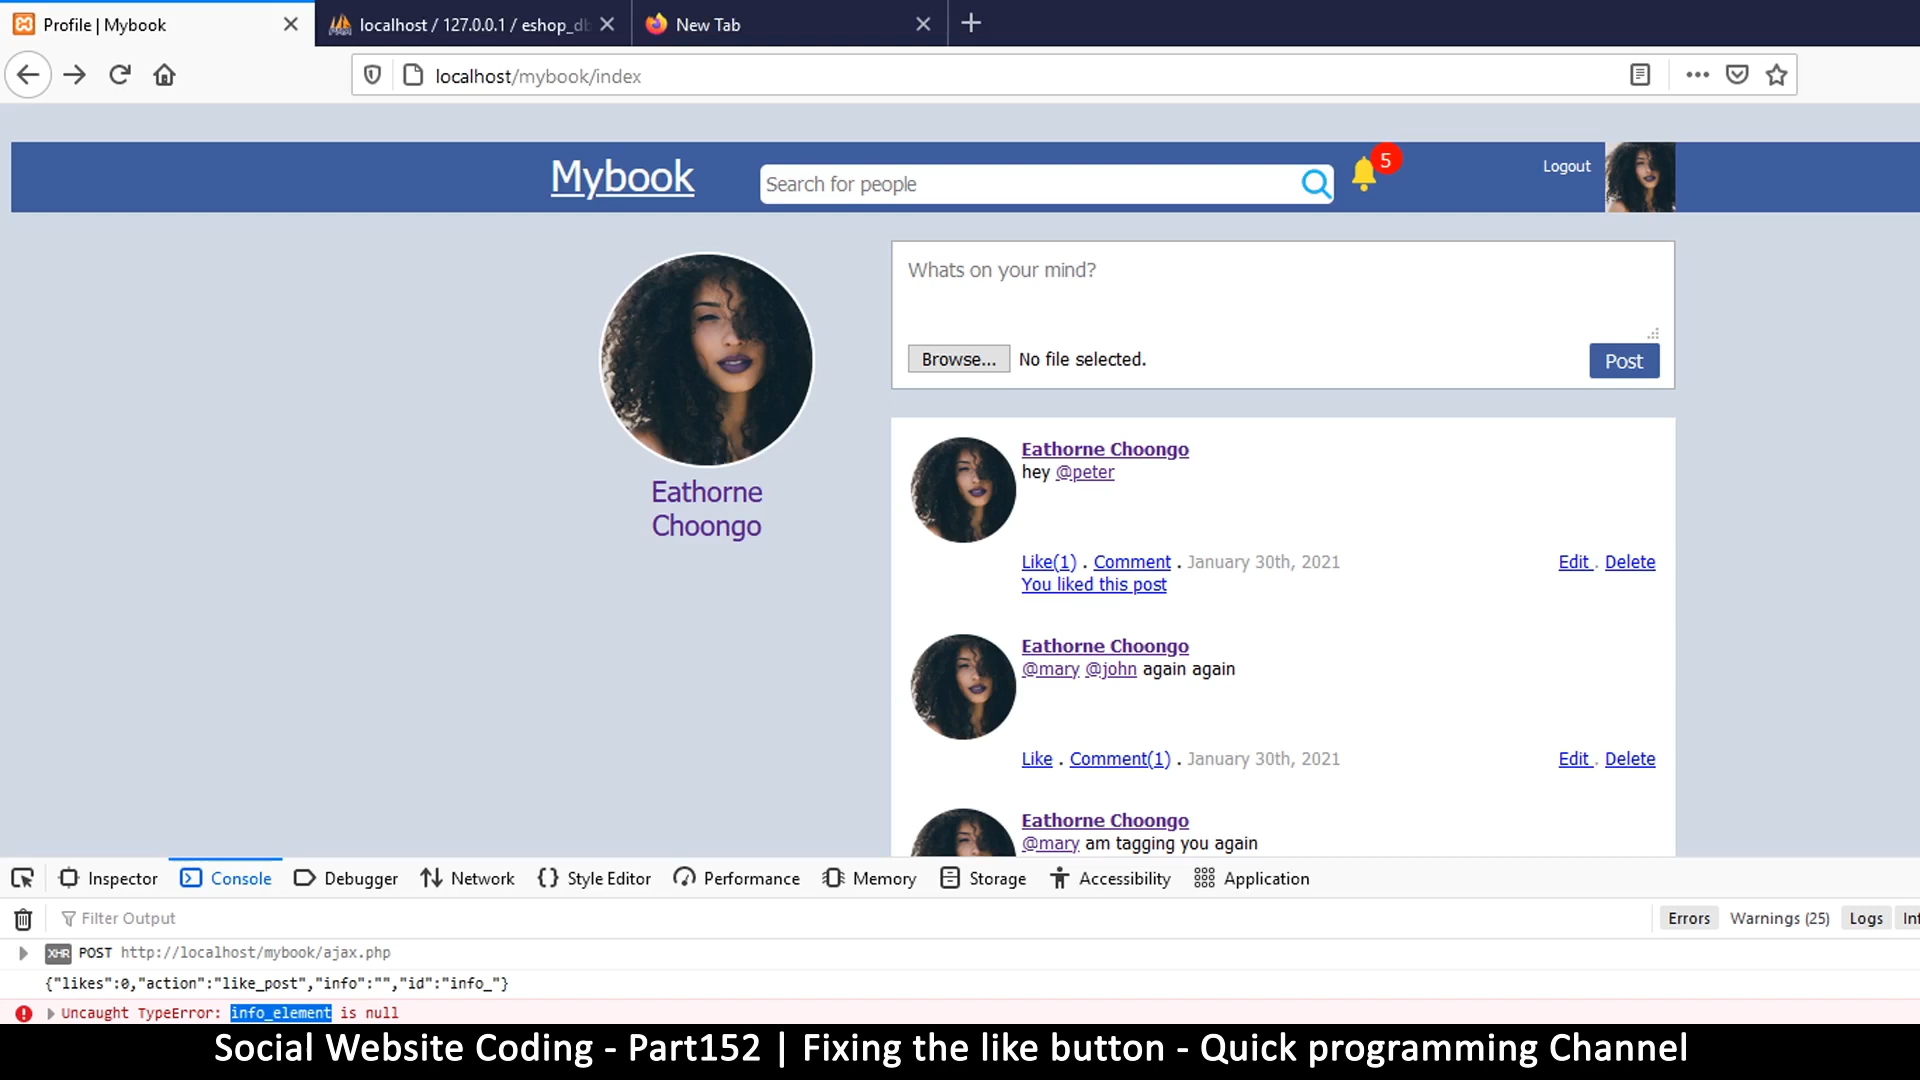 Profile | Mybook
localhost / 127.0.0.1 / eshop_db
New Tab
localhost/mybook/index
Mybook
Search for people
5
Logout
Whats on your mind?
Browse... No file selected.
Post
Eathorne
Choongo
Eathorne Choongo
hey @peter
Like(1) . Comment . January 30th, 2021
Edit . Delete
You liked this post
Eathorne Choongo
@mary @john again again
Like . Comment(1) . January 30th, 2021
Edit . Delete
Eathorne Choongo
@mary am tagging you again
Inspector Console Debugger Network {} Style Editor Performance Memory Storage Accessibility Application
Filter Output
Errors Warnings (25) Logs
XHR POST http://localhost/mybook/ajax.php
{"likes":0,"action":"like_post","info":"","id":"info_"}
Uncaught TypeError: info_element is null
Social Website Coding - Part152 | Fixing the like button - Quick programming Channel